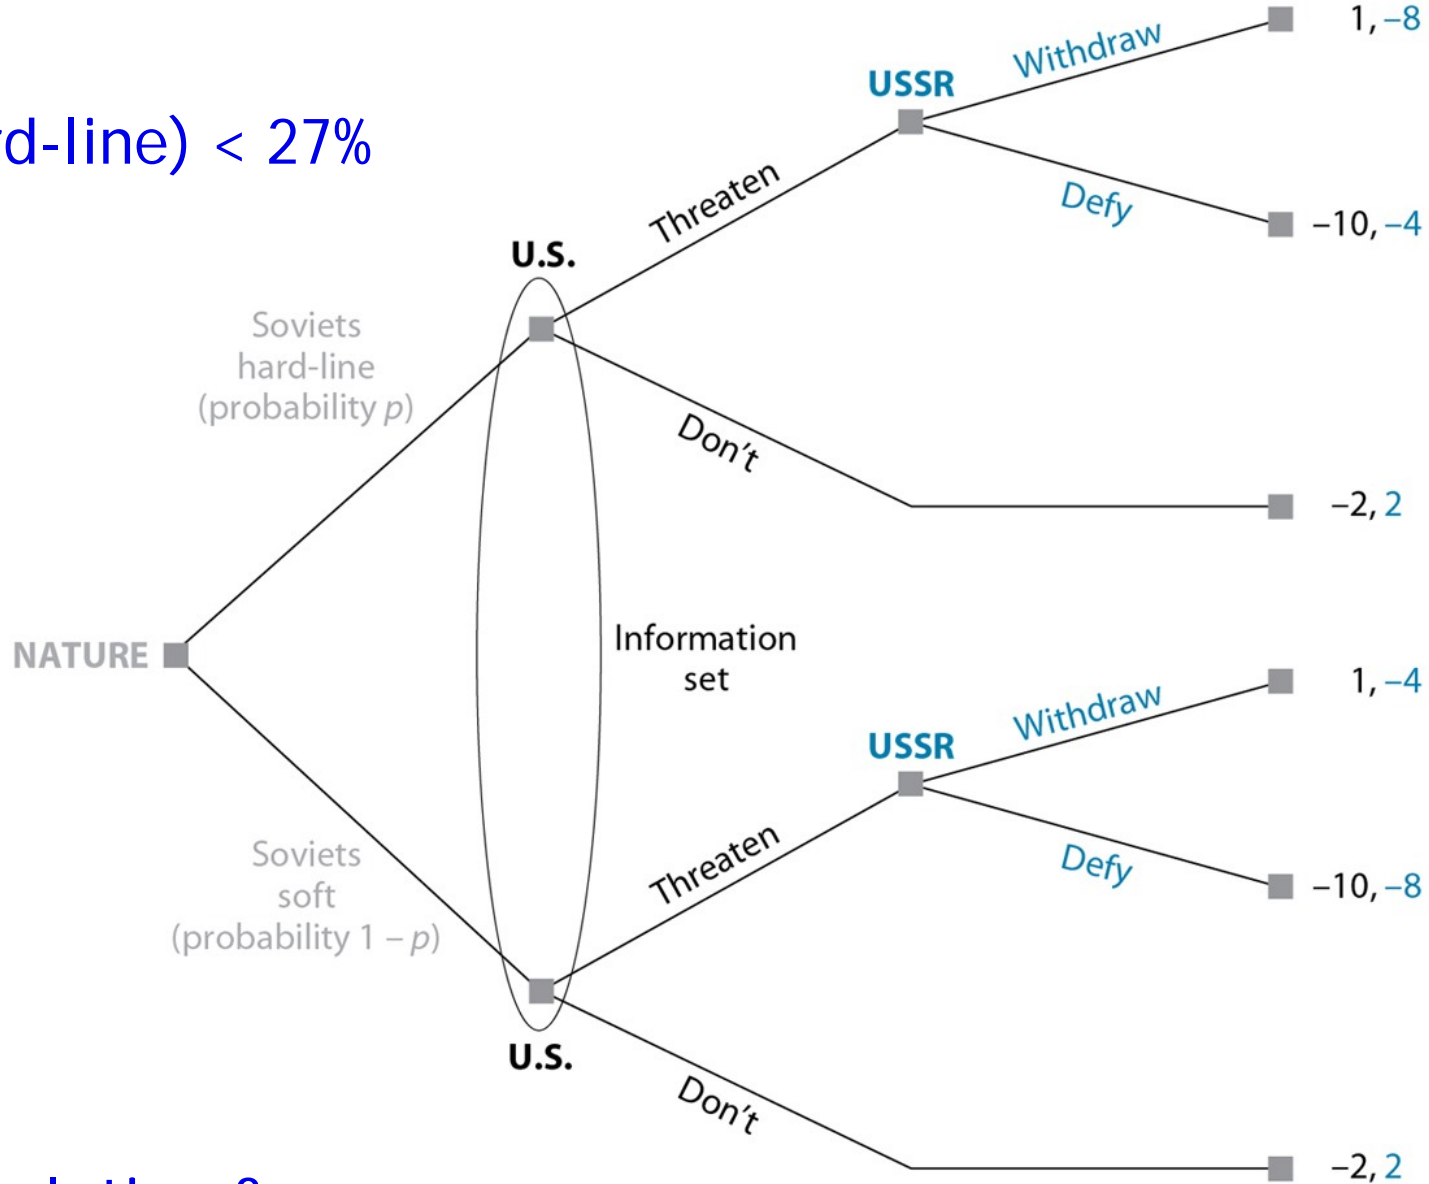 1, –8
Withdraw
USSR
rd-line) < 27%
Threaten
Defy
–10, –4
U.S.
Soviets
hard-line
(probability p)
Don't
–2, 2
NATURE
Information
set
1, –4
Withdraw
USSR
Threaten
Defy
–10, –8
Soviets
soft
(probability 1 – p)
U.S.
Don't
–2, 2